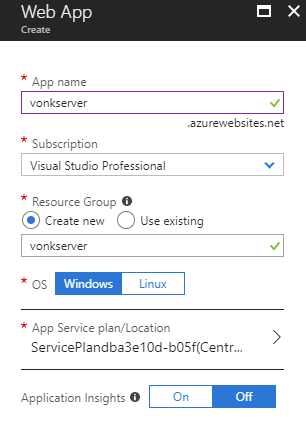 Web App
Create
* App name
vonkserver
.azurewebsites.net
* Subscription
Visual Studio Professional
* Resource Group
Create new Use existing
vonkserver
* OS Windows Linux
* App Service plan/Location
ServicePlandba3e10d-b05f(Centr...
Application Insights On Off